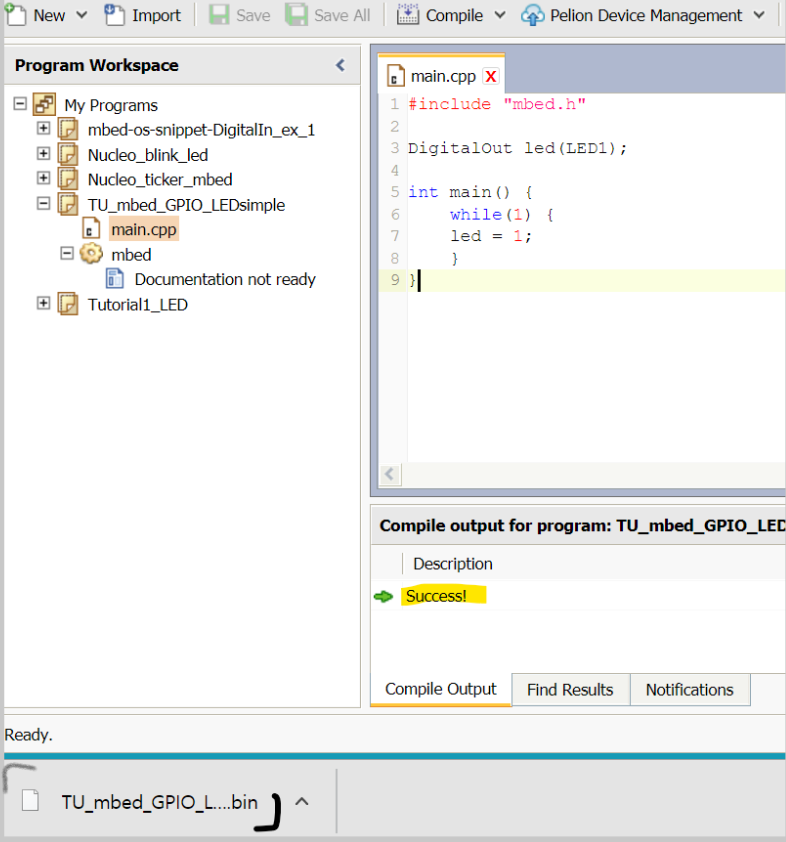 New Import Save Save All Compile Pelion Device Management
Program Workspace
My Programs
mbed-os-snippet-DigitalIn_ex_1
Nucleo_blink_led
Nucleo_ticker_mbed
TU_mbed_GPIO_LEDsimple
main.cpp
mbed
Documentation not ready
Tutorial1_LED
main.cpp X
1 #include "mbed.h"
2
3 DigitalOut led(LED1);
4
5 int main() {
6     while(1) {
7     led = 1;
8     }
9 }
Compile output for program: TU_mbed_GPIO_LED
Description
Success!
Compile Output Find Results Notifications
Ready.
TU_mbed_GPIO_L....bin